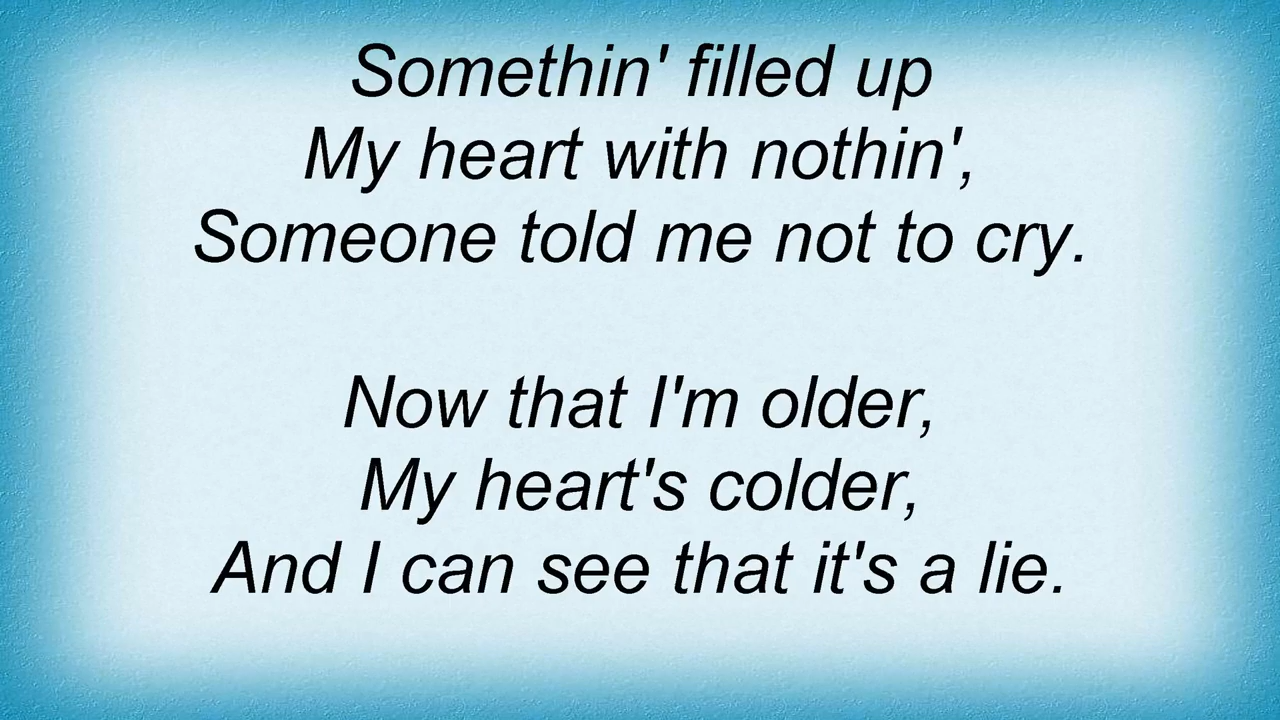 Somethin' filled up
My heart with nothin',
Someone told me not to cry.
Now that I'm older,
My heart's colder,
And I can see that it's a lie.